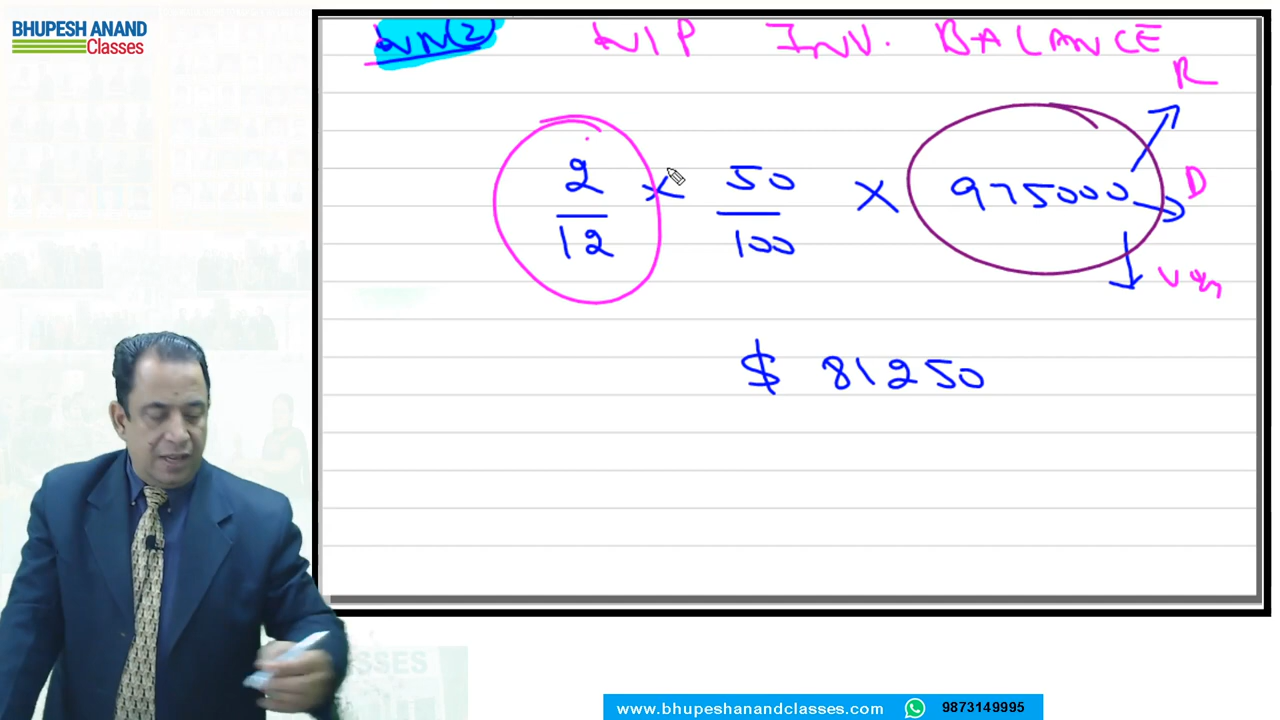 BHUPESH ANAND
Classes
WN(2) WIP INV. BALANCE
R
2/12 × 50/100 × 975000
D
$ 81250
www.bhupeshanandclasses.com 9873149995